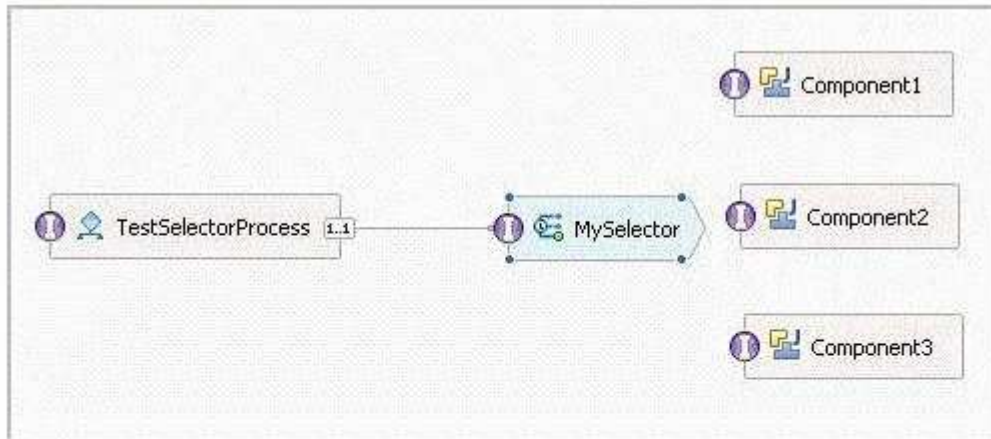 Component1
TestSelectorProcess 1..1
MySelector
Component2
Component3